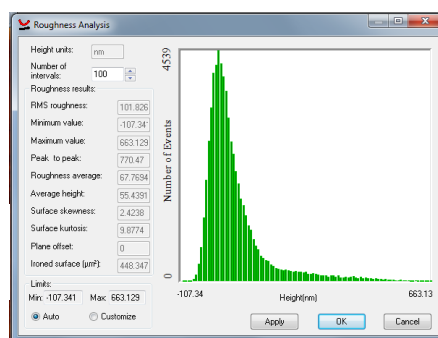 Roughness Analysis
Height units: nm
Number of intervals: 100
Roughness results:
RMS roughness: 101.826
Minimum value: -107.34
Maximum value: 663.129
Peak to peak: 770.47
Roughness average: 67.7694
Average height: 55.4391
Surface skewness: 2.4238
Surface kurtosis: 9.8774
Plane offset: 0
Ironed surface (µm²): 448.347
Limits:
Min: -107.341 Max: 663.129
Auto Customize
4539
Number of Events
0
-107.34 Height(nm) 663.13
Apply OK Cancel